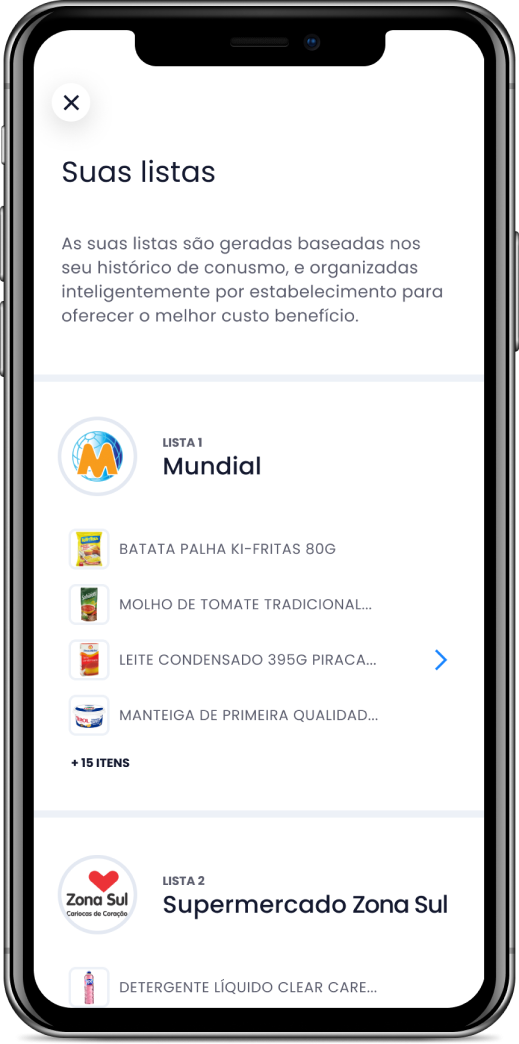 Suas listas
As suas listas são geradas baseadas nos
seu histórico de conusmo, e organizadas
inteligentemente por estabelecimento para
oferecer o melhor custo benefício.
LISTA 1
Mundial
BATATA PALHA KI-FRITAS 80G
MOLHO DE TOMATE TRADICIONAL...
LEITE CONDENSADO 395G PIRACA...
MANTEIGA DE PRIMEIRA QUALIDAD...
+ 15 ITENS
Zona Sul
Cariocas de Coração
LISTA 2
Supermercado Zona Sul
DETERGENTE LÍQUIDO CLEAR CARE...